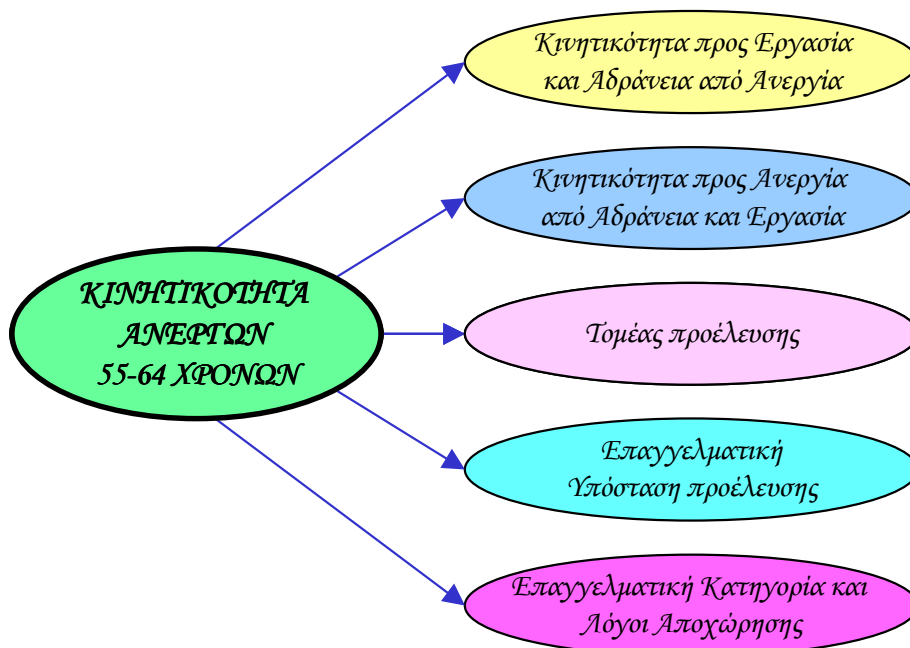 Κινητικότητα προς Εργασία
και Αδράνεια από Ανεργία
Κινητικότητα προς Ανεργία
από Αδράνεια και Εργασία
ΚΙΝΗΤΙΚΟΤΗΤΑ
ΑΝΕΡΓΩΝ
55-64 ΧΡΟΝΩΝ
Τομέας προέλευσης
Επαγγελματική
Υπόσταση προέλευσης
Επαγγελματική Κατηγορία και
Λόγοι Αποχώρησης